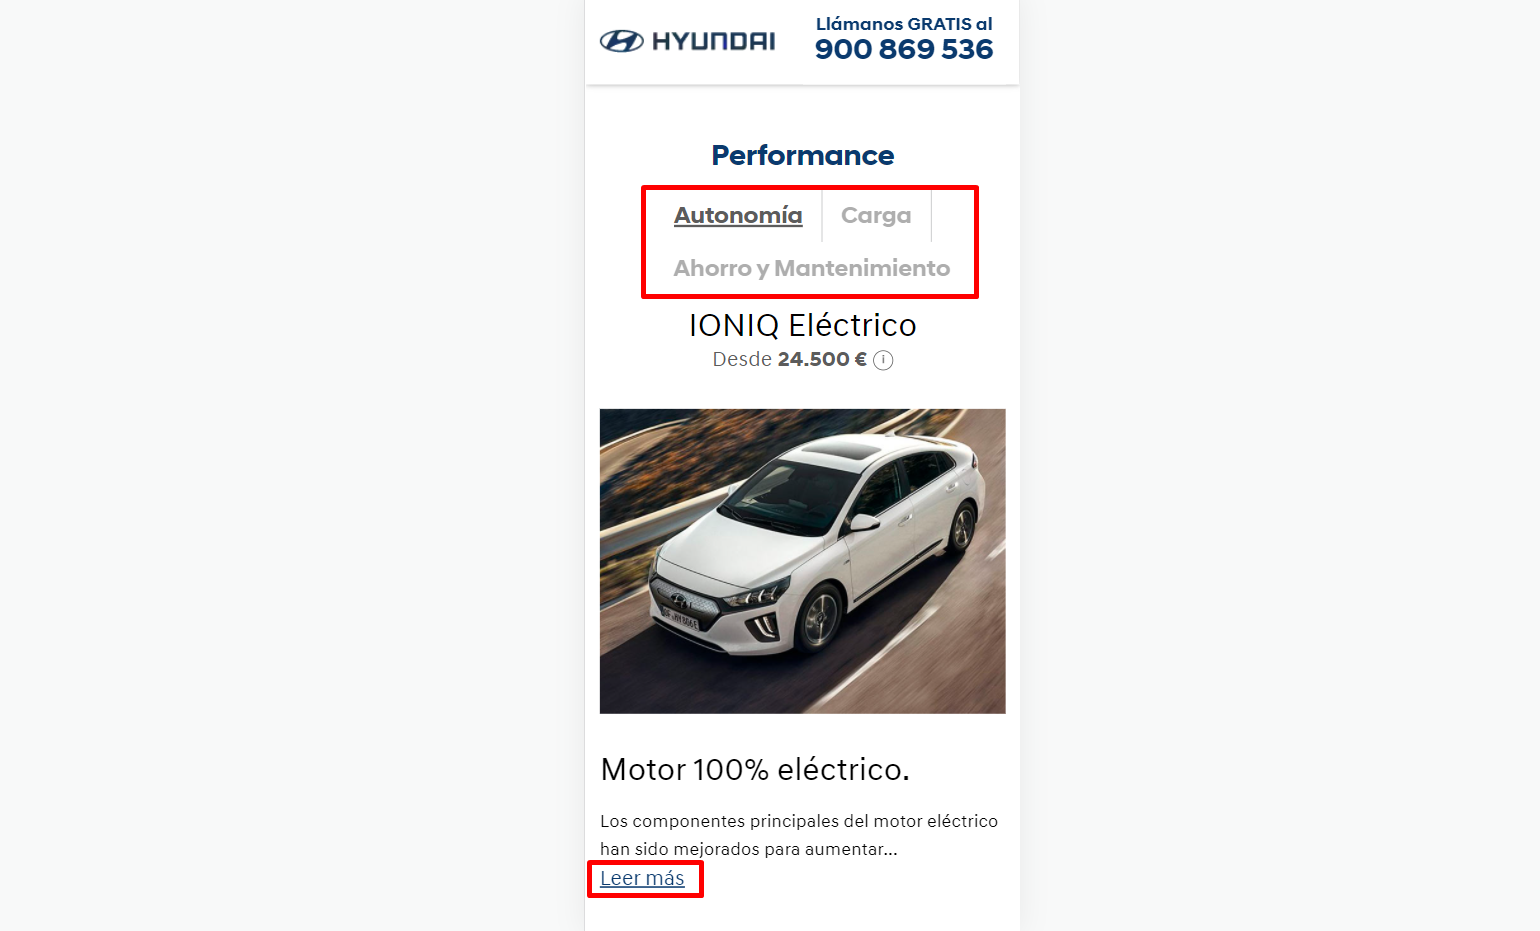 HYUNDAI
Llámanos GRATIS al
900 869 536
Performance
Autonomía
Carga
Ahorro y Mantenimiento
IONIQ Eléctrico
Desde 24.500 € i
Motor 100% eléctrico.
Los componentes principales del motor eléctrico
han sido mejorados para aumentar...
Leer más